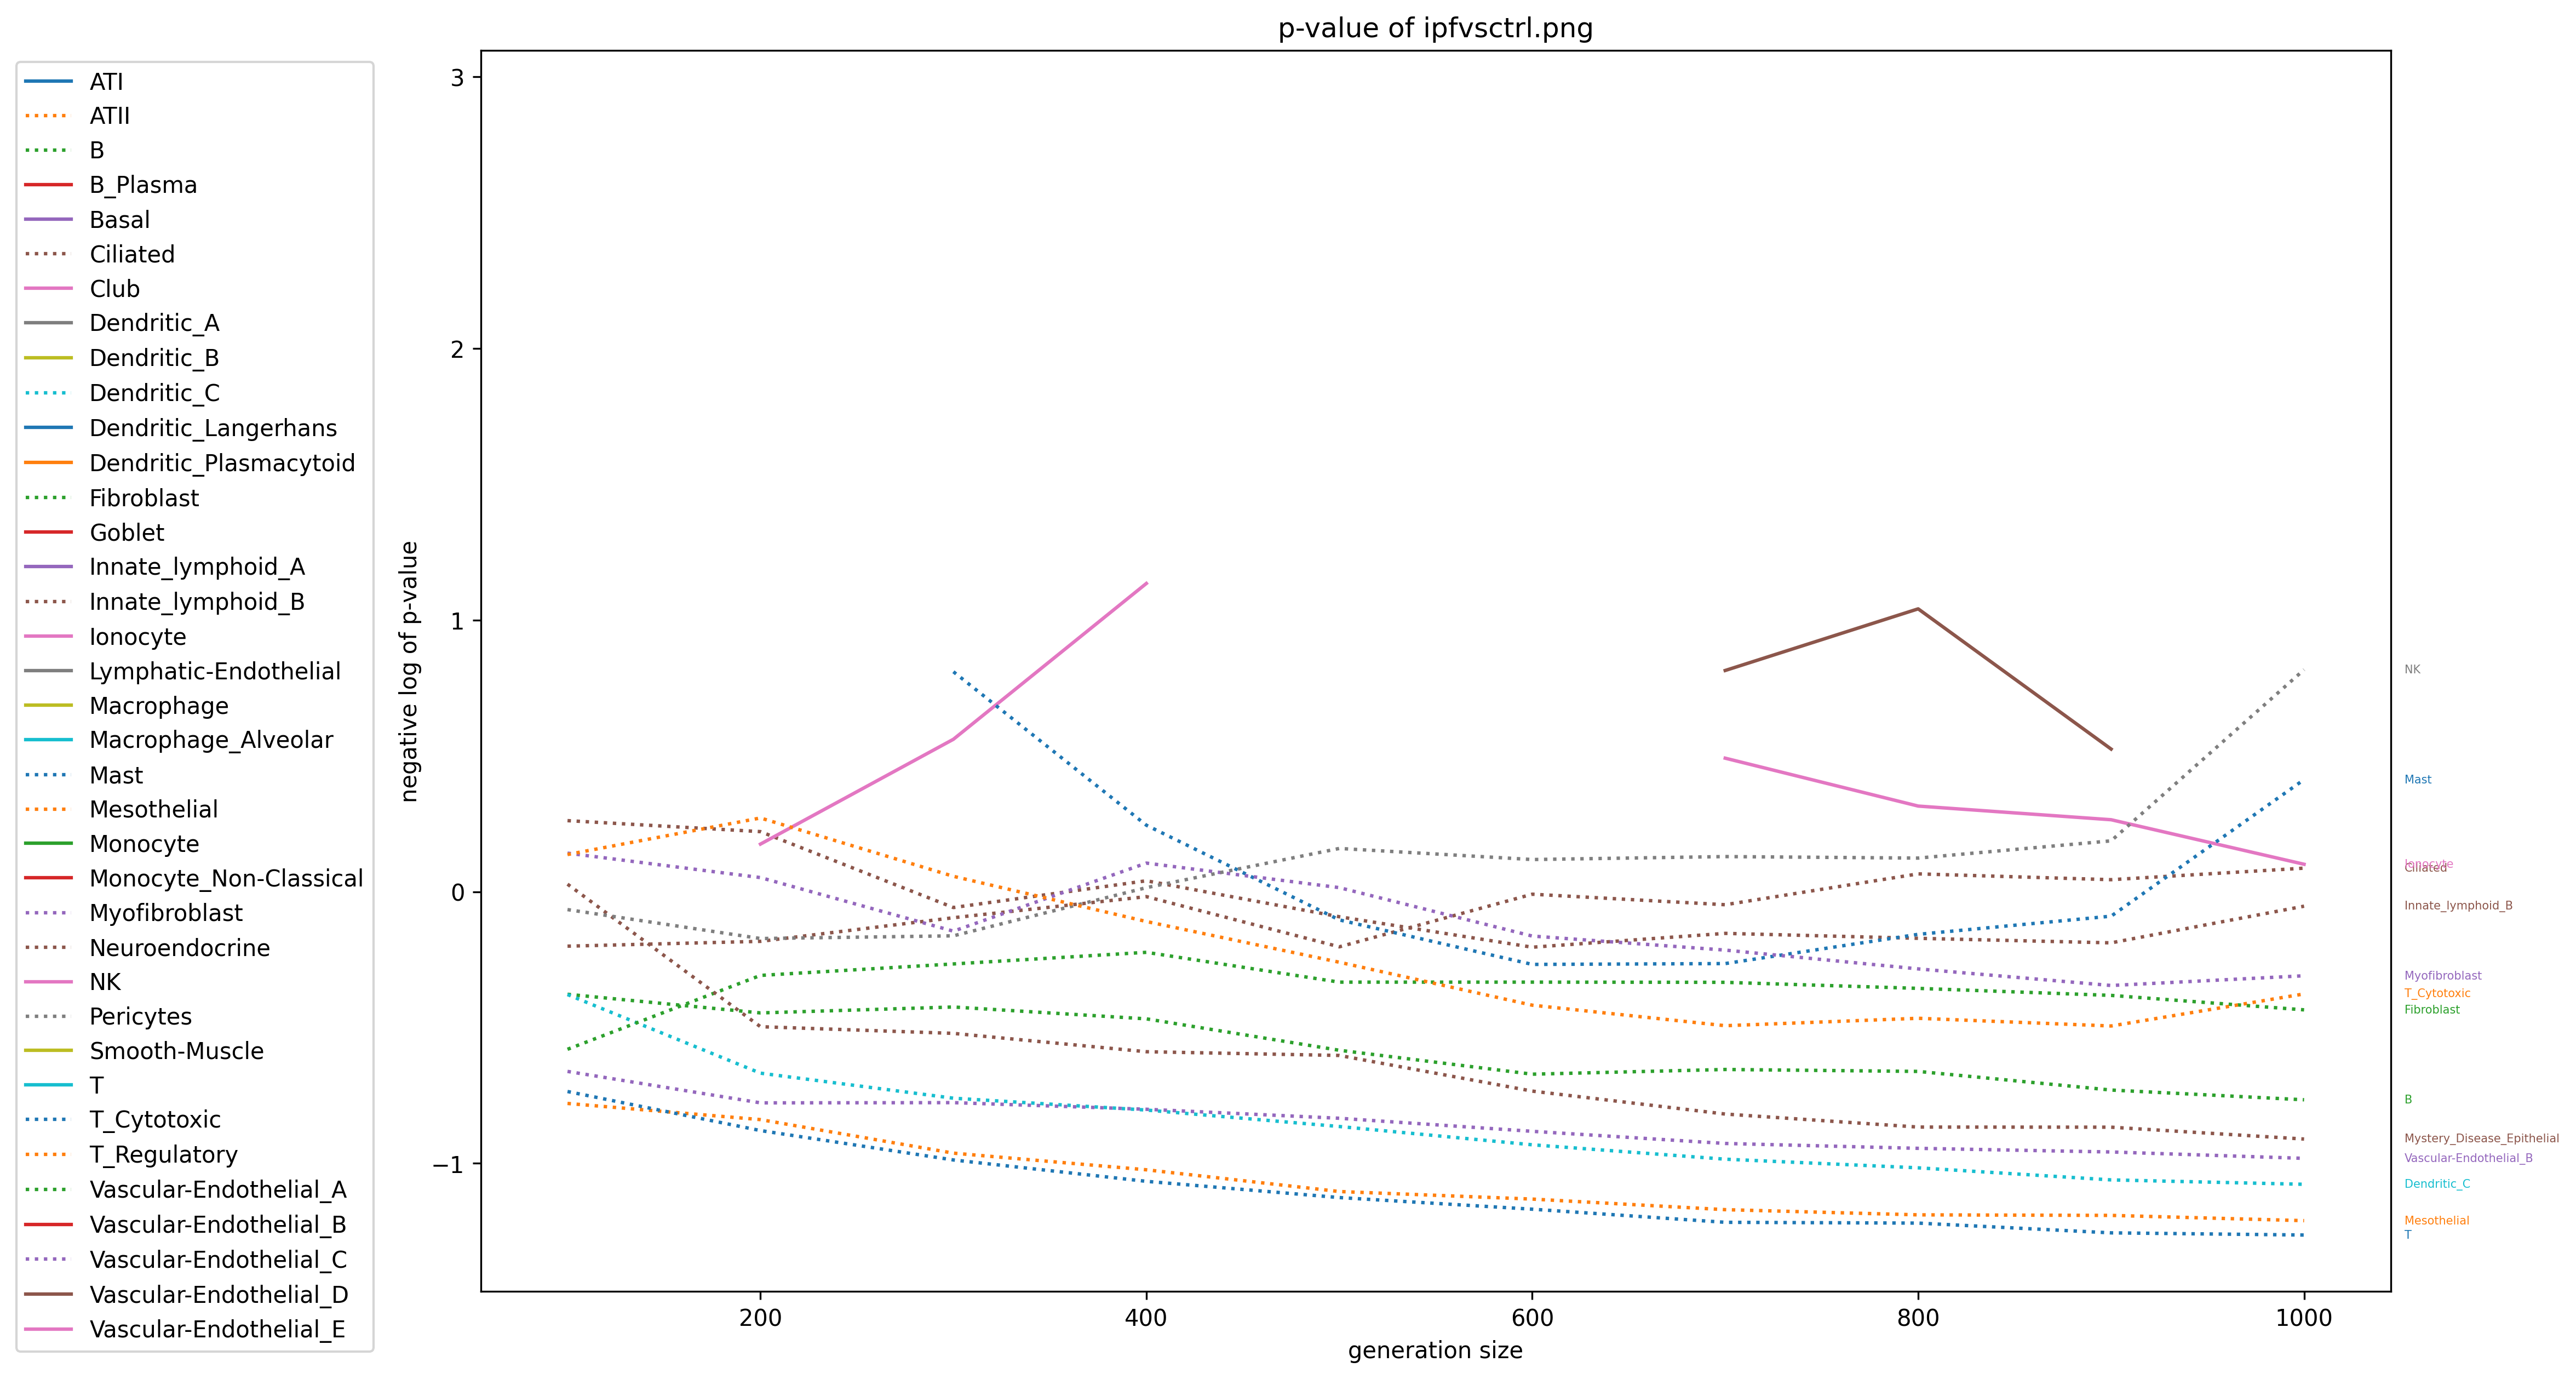 p-value of ipfvsctrl.png
ATI
ATII
B
B_Plasma
Basal
Ciliated
Club
Dendritic_A
Dendritic_B
Dendritic_C
Dendritic_Langerhans
Dendritic_Plasmacytoid
Fibroblast
Goblet
Innate_lymphoid_A
Innate_lymphoid_B
Ionocyte
Lymphatic-Endothelial
Macrophage
Macrophage_Alveolar
Mast
Mesothelial
Monocyte
Monocyte_Non-Classical
Myofibroblast
Neuroendocrine
NK
Pericytes
Smooth-Muscle
T
T_Cytotoxic
T_Regulatory
Vascular-Endothelial_A
Vascular-Endothelial_B
Vascular-Endothelial_C
Vascular-Endothelial_D
Vascular-Endothelial_E
negative log of p-value
3
2
1
0
−1
200
400
600
800
1000
generation size
NK
Mast
Ionocyte
Ciliated
Innate_lymphoid_B
Myofibroblast
T_Cytotoxic
Fibroblast
B
Mystery_Disease_Epithelial
Vascular-Endothelial_B
Dendritic_C
Mesothelial
T